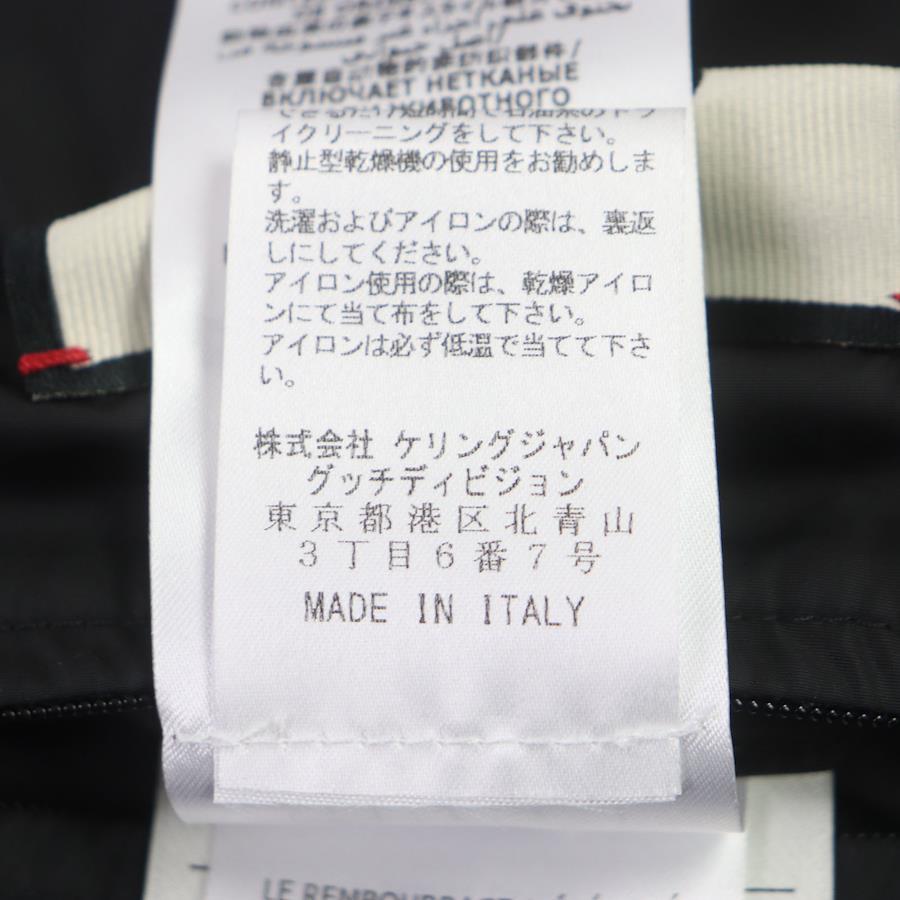 ВКЛЮЧАЕТ НЕТКАНЫЕ
イクリーニングをして下さい。
静止型乾燥機の使用をお勧めしま
す。
洗濯およびアイロンの際は、裏返
しにしてください。
アイロン使用の際は、乾燥アイロ
ンにて当て布をして下さい。
アイロンは必ず低温で当てて下さ
い。
株式会社 ケリングジャパン
グッチディビジョン
東京都港区北青山
3丁目6番7号
MADE IN ITALY
LE REMBOURRAGE